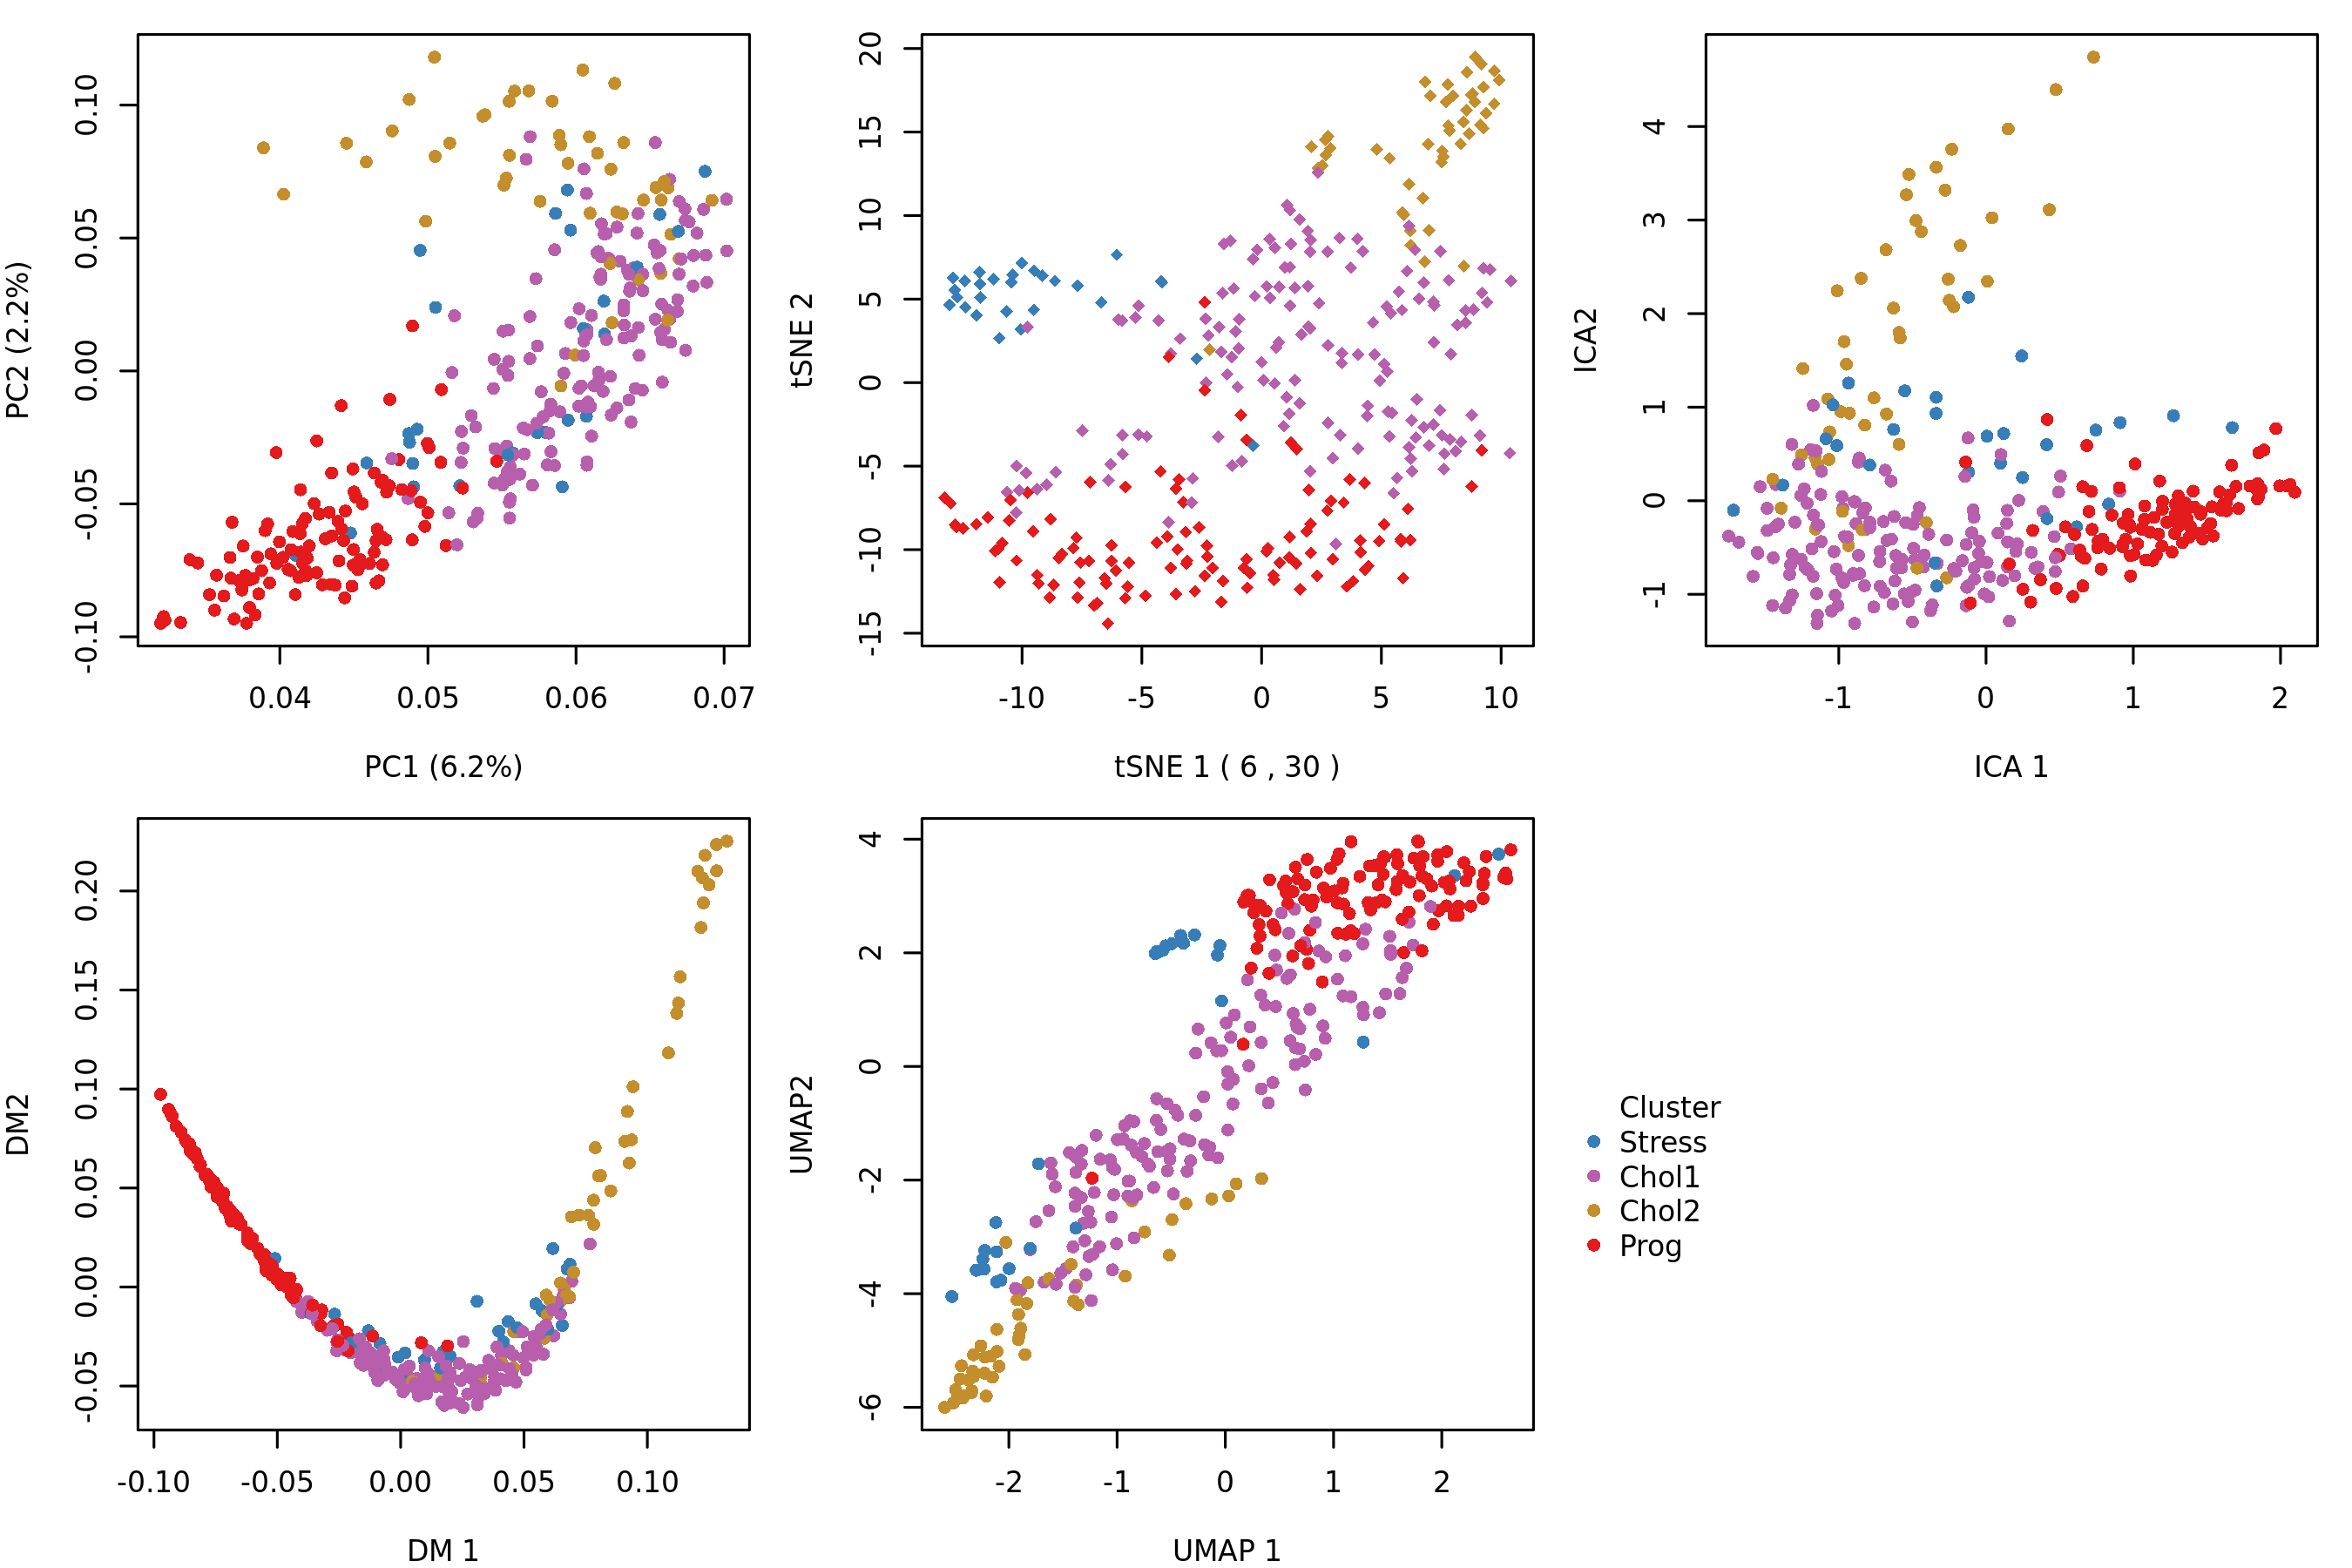 PC2 (2.2%)
-0.10 -0.05 0.00 0.05 0.10
0.04 0.05 0.06 0.07
PC1 (6.2%)
tSNE 2
-15 -10 -5 0 5 10 15 20
-10 -5 0 5 10
tSNE 1 ( 6 , 30 )
ICA2
-1 0 1 2 3 4
-1 0 1 2
ICA 1
DM2
-0.05 0.00 0.05 0.10 0.15 0.20
-0.10 -0.05 0.00 0.05 0.10
DM 1
UMAP2
-6 -4 -2 0 2 4
-2 -1 0 1 2
UMAP 1
Cluster
Stress
Chol1
Chol2
Prog